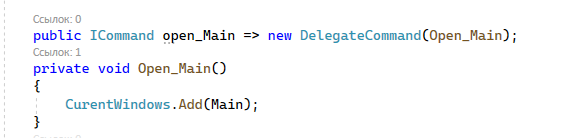 Ссылок: 0
public ICommand open_Main => new DelegateCommand(Open_Main);
Ссылок: 1
private void Open_Main()
{
CurentWindows.Add(Main);
}